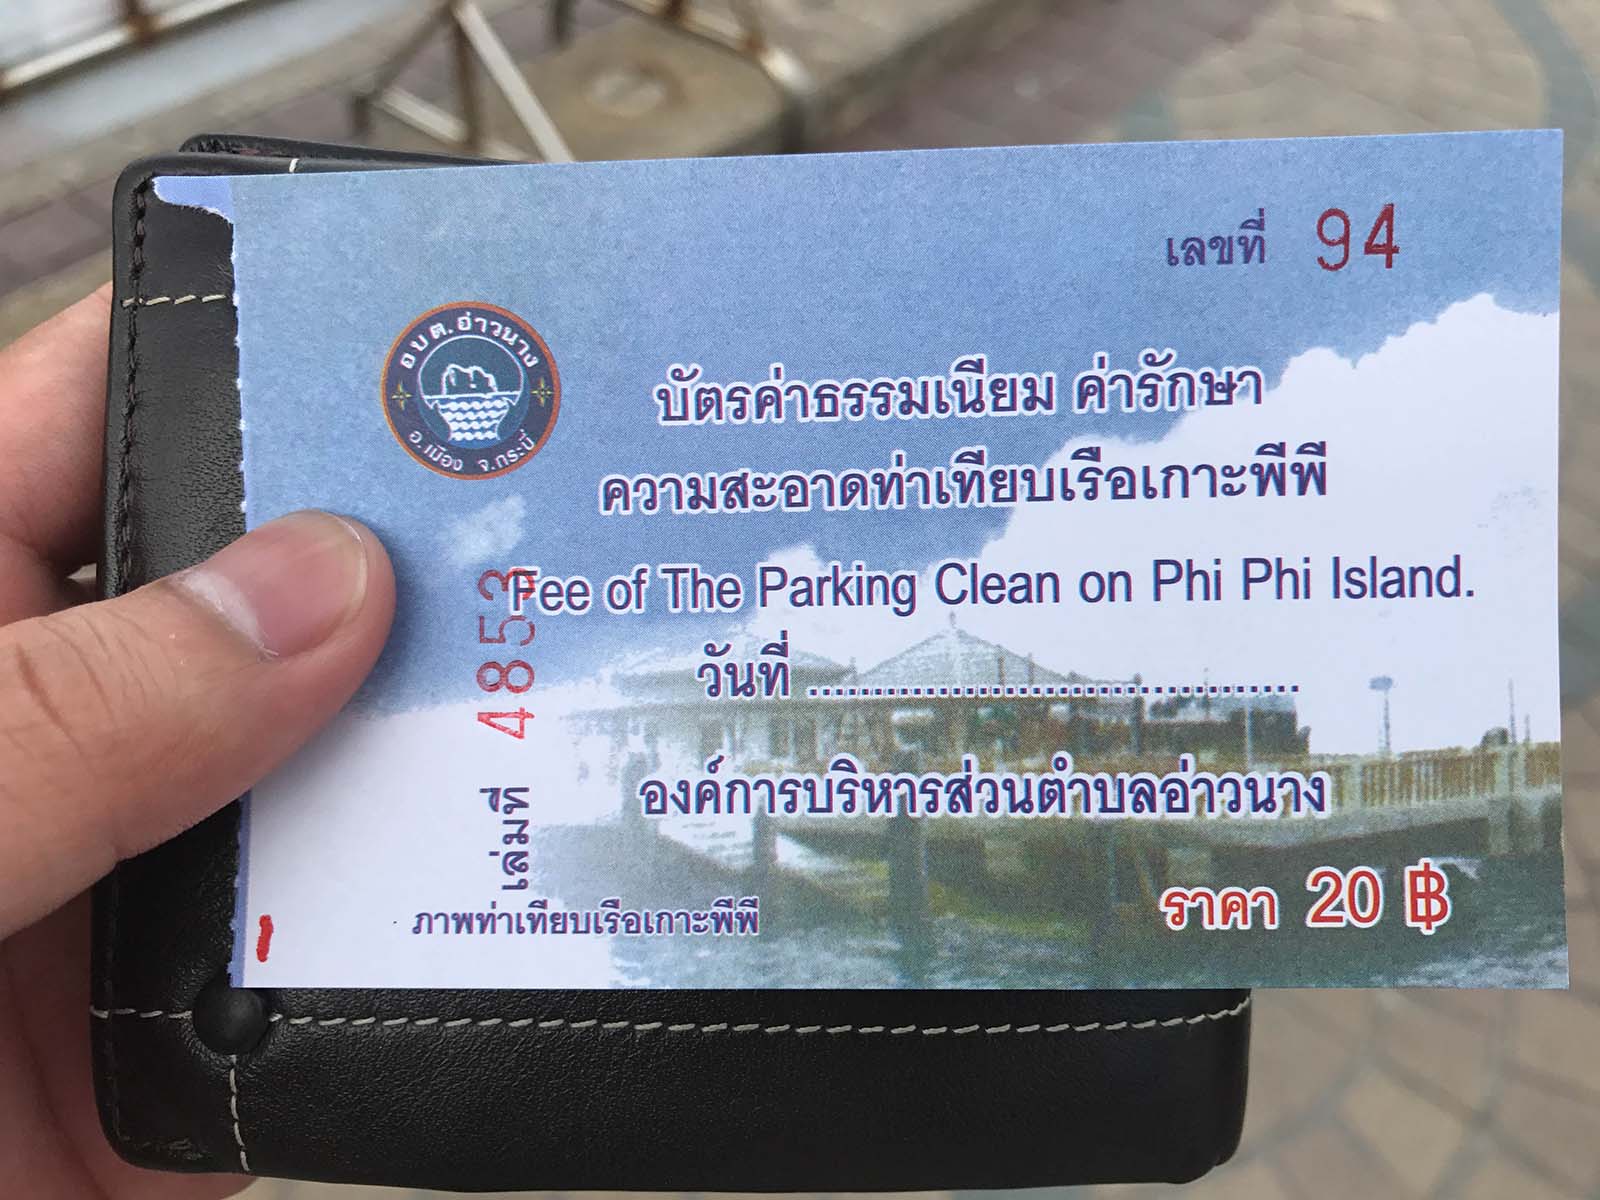 เลขที่ 94
อบต.อ่าวนาง
อ.เมือง จ.กระบี่
บัตรค่าธรรมเนียม ค่ารักษา
ความสะอาดท่าเทียบเรือเกาะพีพี
Fee of The Parking Clean on Phi Phi Island.
วันที่ ......................................
องค์การบริหารส่วนตำบลอ่าวนาง
เล่มที่ 4853
ภาพท่าเทียบเรือเกาะพีพี
ราคา 20 ฿